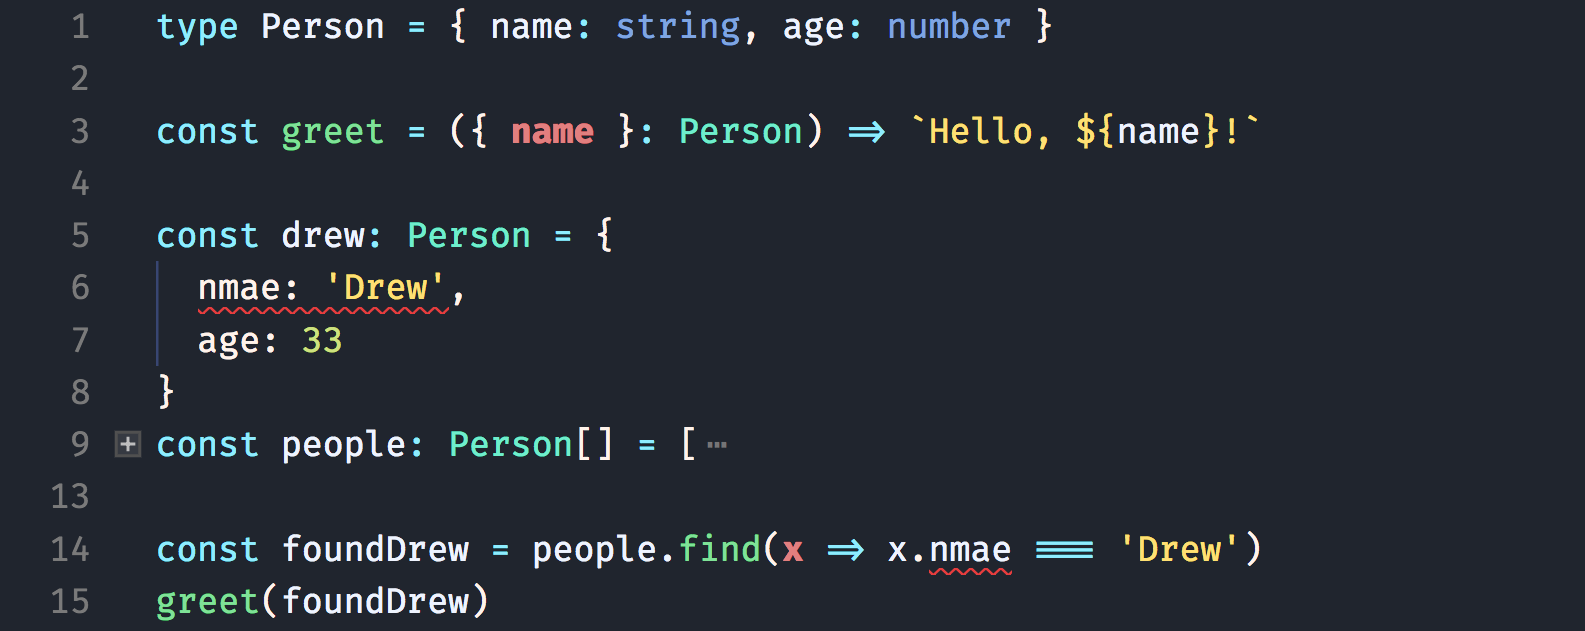 1 type Person = { name: string, age: number }
2
3 const greet = ({ name }: Person) => `Hello, ${name}!`
4
5 const drew: Person = {
6 nmae: 'Drew',
7 age: 33
8 }
9 + const people: Person[] = [ ⋯
13
14 const foundDrew = people.find(x => x.nmae === 'Drew')
15 greet(foundDrew)